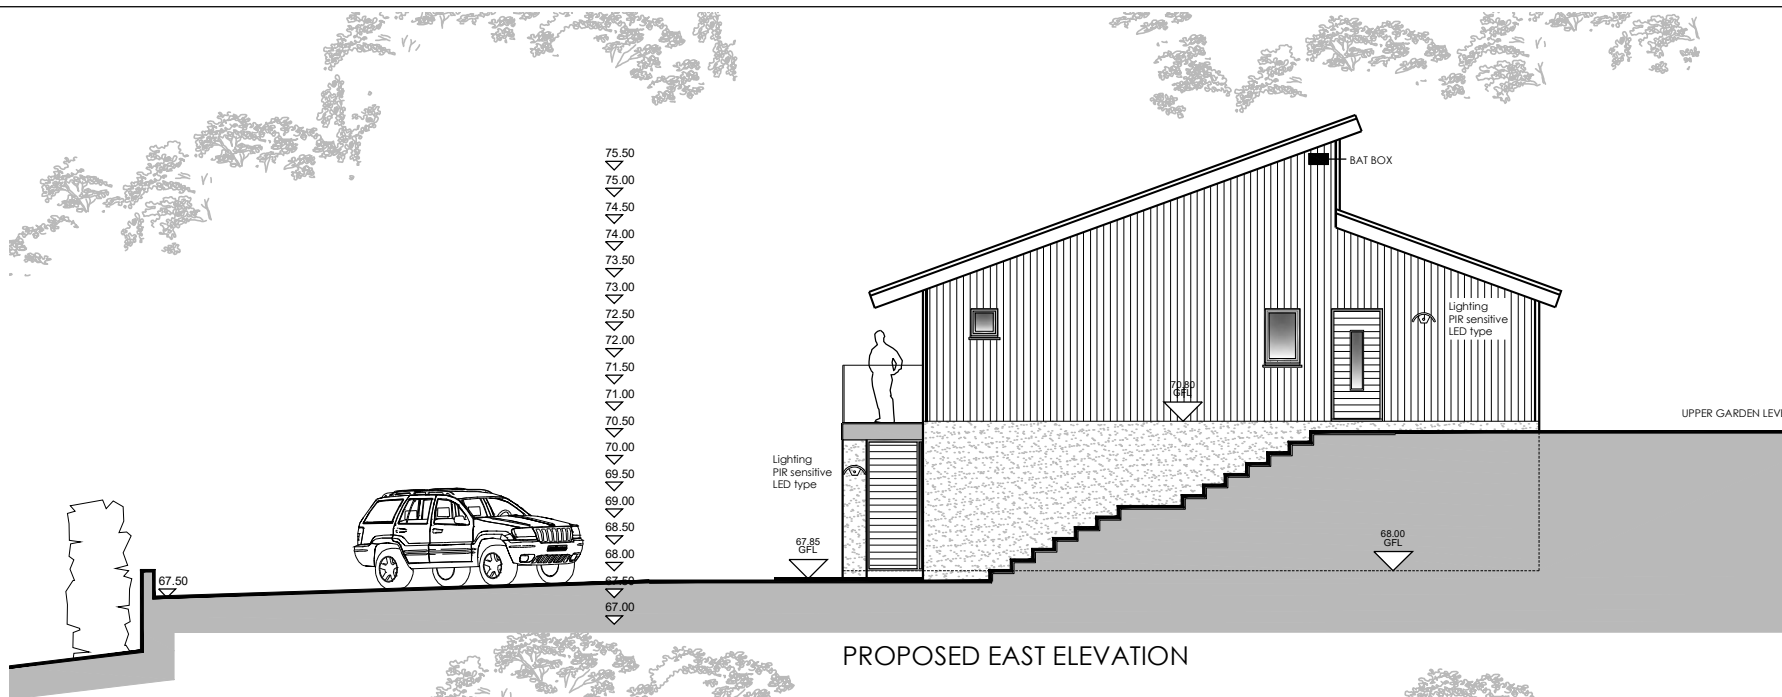 75.50
75.00
74.50
74.00
73.50
73.00
72.50
72.00
71.50
71.00
70.50
70.00
69.50
69.00
68.50
68.00
67.50
67.00
BAT BOX
Lighting
PIR sensitive
LED type
70.80
GFL
UPPER GARDEN LEV
Lighting
PIR sensitive
LED type
67.85
GFL
68.00
GFL
67.50
PROPOSED EAST ELEVATION